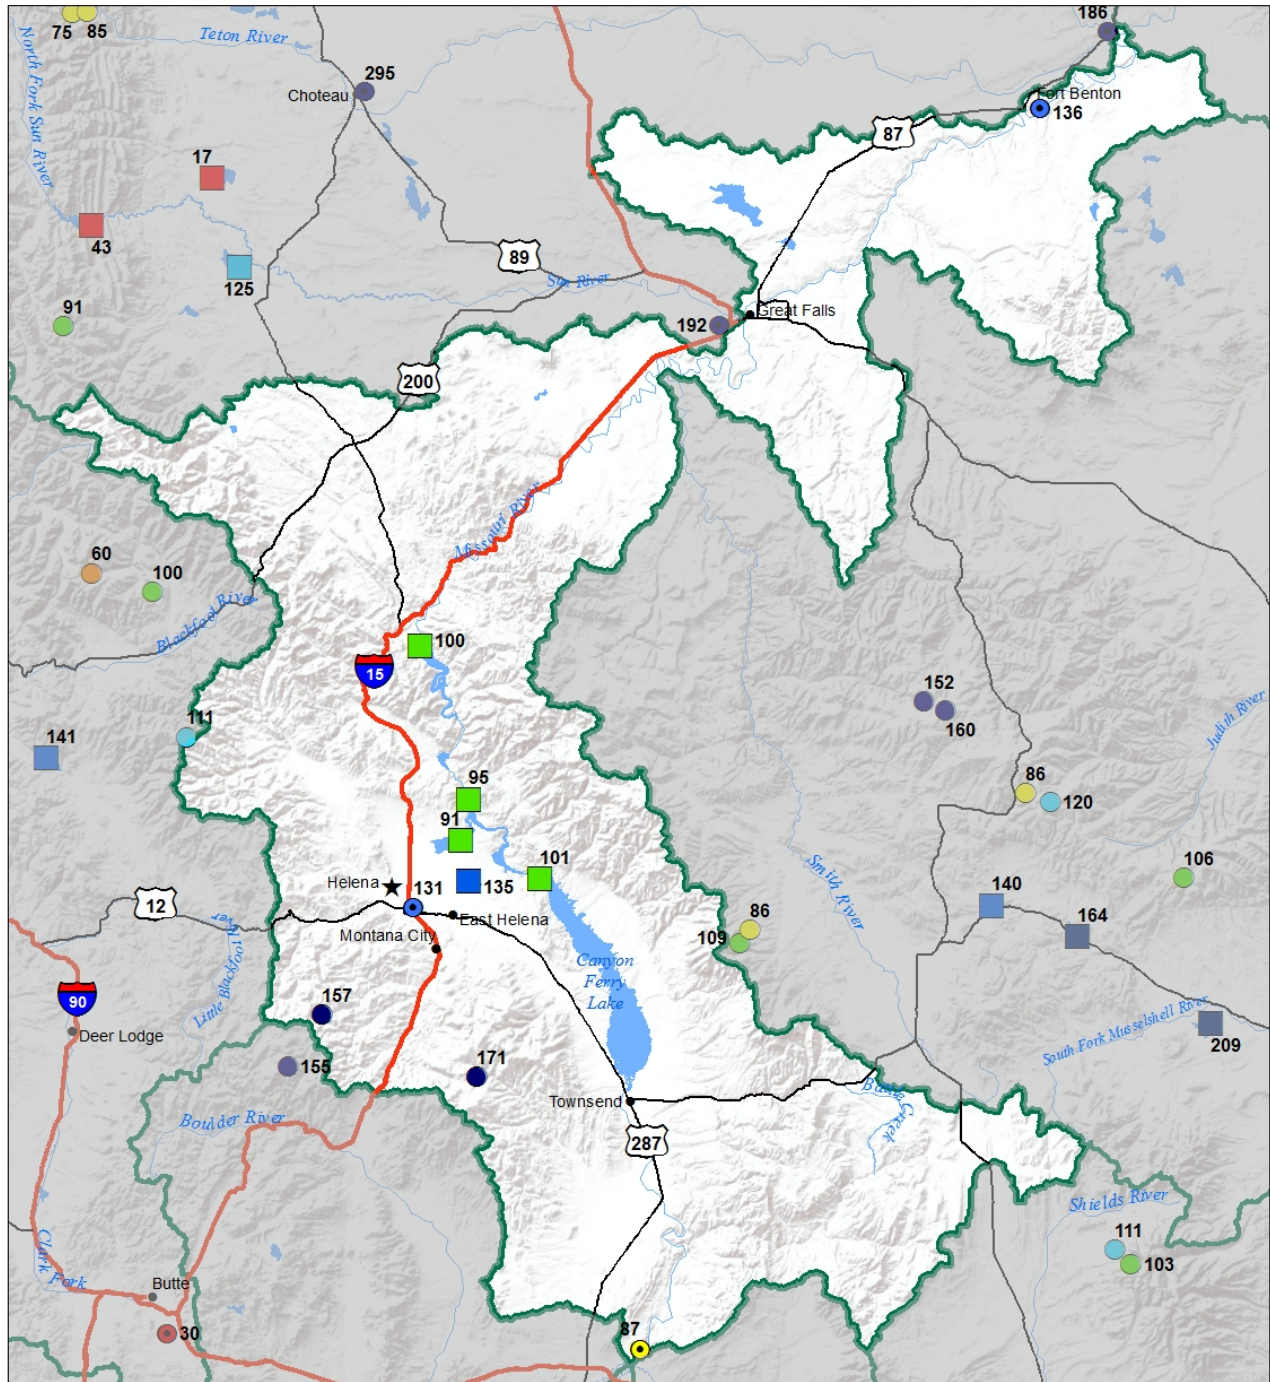 75
85
186
Teton River
North Fork Sun River
295
Choteau
Fort Benton
136
87
17
43
89
125
Sun River
91
192
Great Falls
200
Missouri River
60
100
Blackfoot River
100
15
152
160
Judith River
111
141
95
86
120
91
101
Smith River
106
Helena
131
135
140
12
East Helena
164
Little Blackfoot River
Montana City
86
109
Canyon
Ferry
Lake
90
157
Deer Lodge
South Fork Musselshell River
209
155
171
Townsend
Battle Creek
Boulder River
287
Shields River
111
103
Clark Fork
Butte
30
87